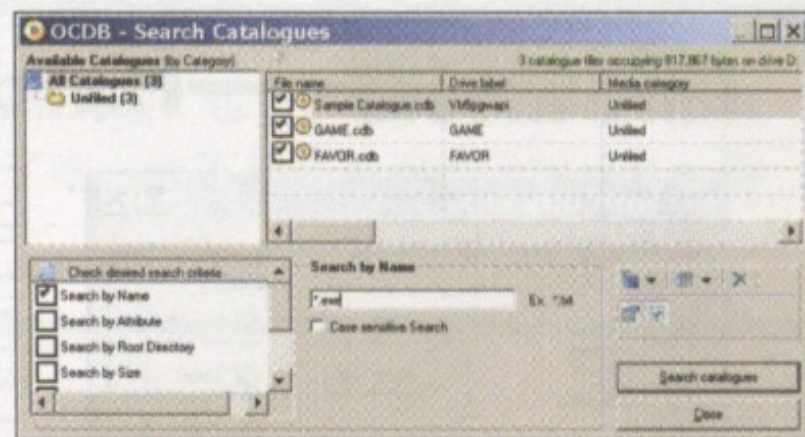 OCDB - Search Catalogues
Available Catalogues (by Category)
3 catalogue files occupying 817,867 bytes on drive D:
All Catalogues (3)
Unfiled (3)
File name Drive label Media category
Sample Catalogue.cdb Unfiled
GAME.cdb GAME Unfiled
FAVOR.cdb FAVOR Unfiled
Check desired search criteria
Search by Name
Search by Attribute
Search by Root Directory
Search by Size
Search by Name
*.exe
Ex. *.txt
Case sensitive Search
Search catalogues
Close